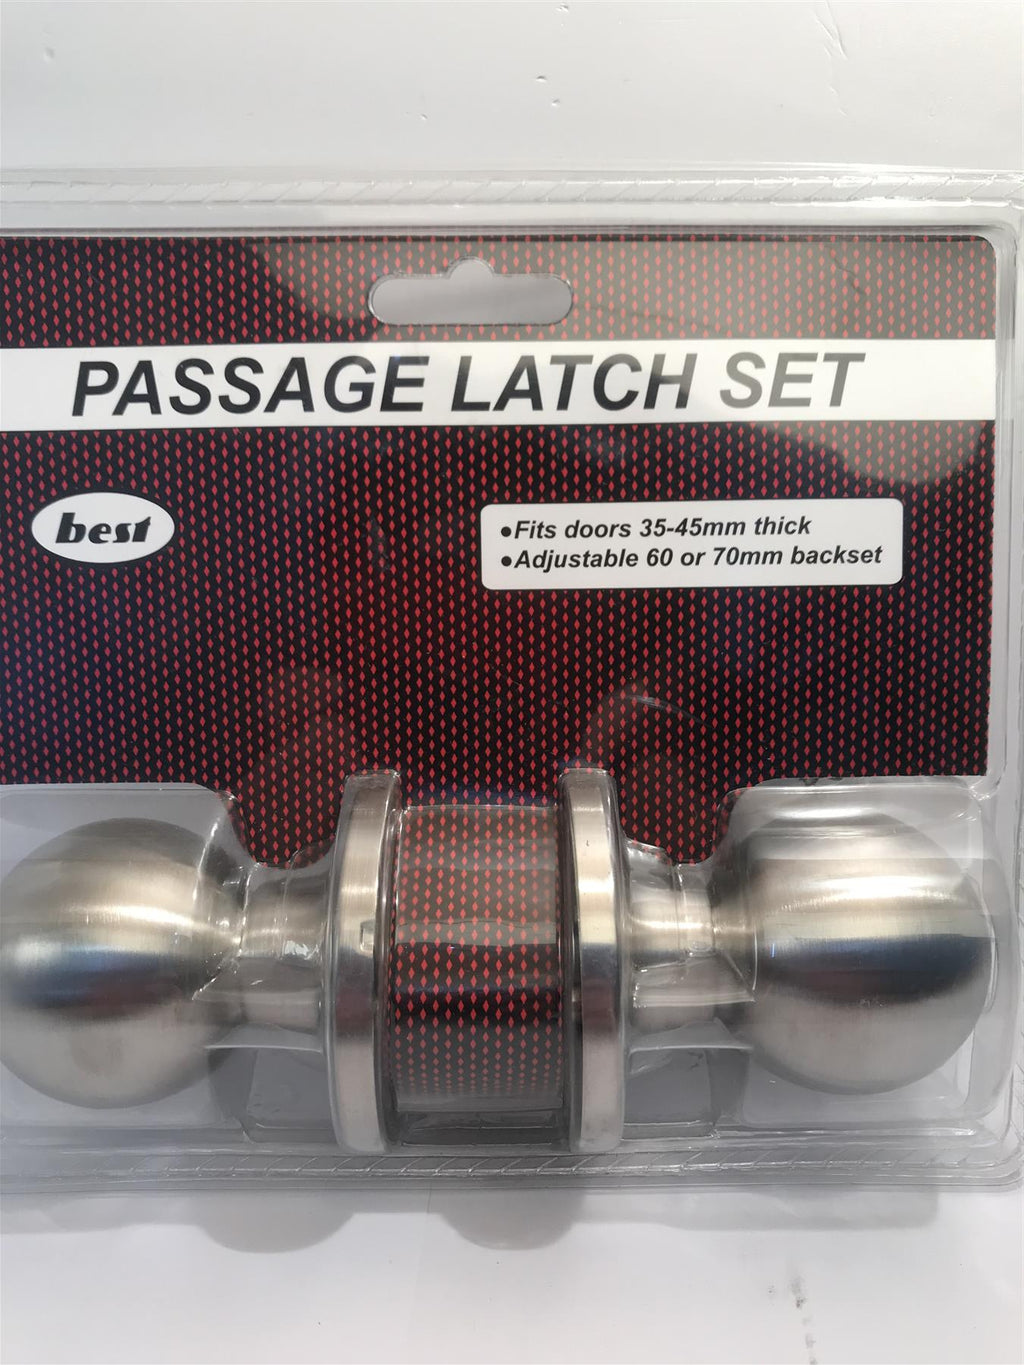 PASSAGE LATCH SET
best
•Fits doors 35-45mm thick
•Adjustable 60 or 70mm backset